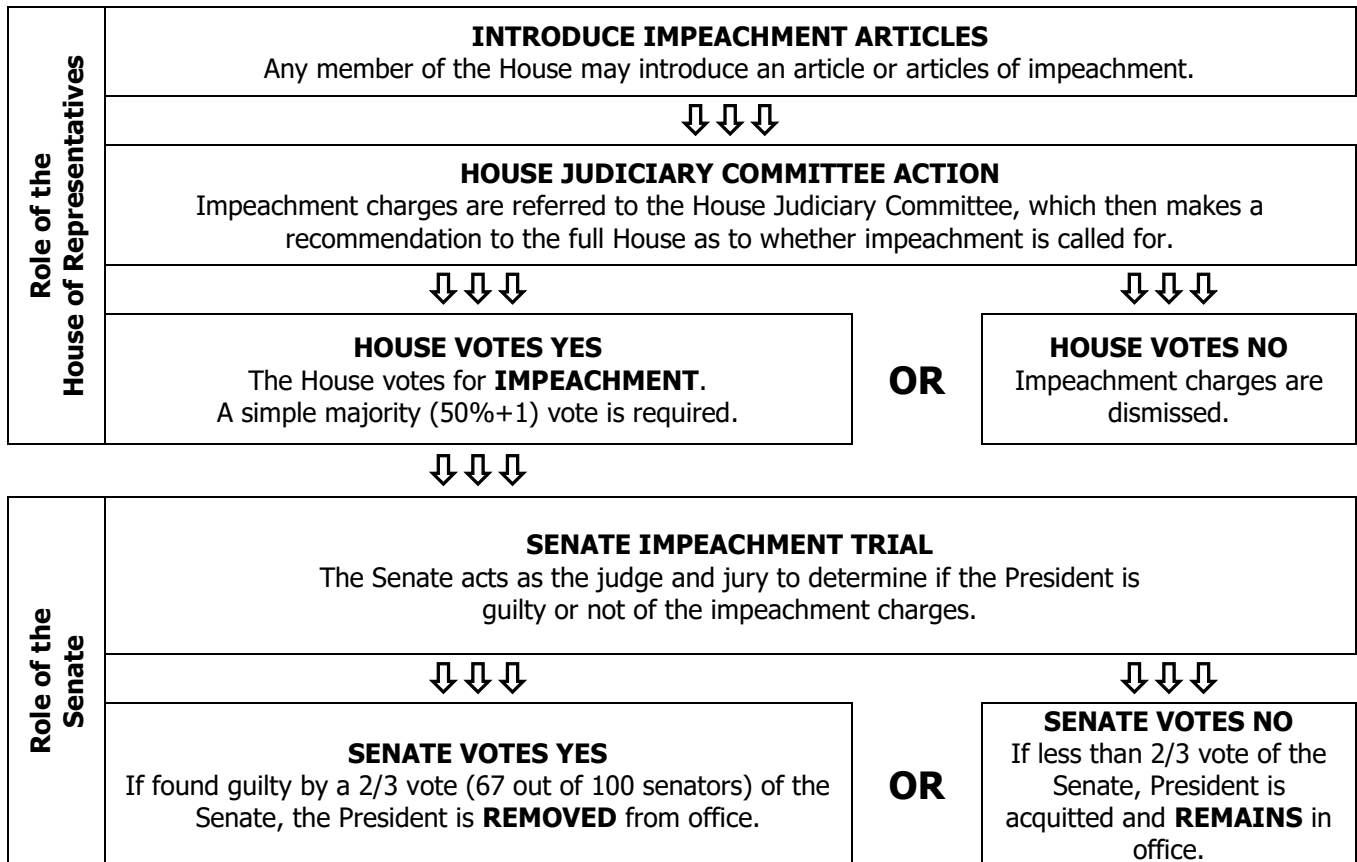 Role of the
House of Representatives
INTRODUCE IMPEACHMENT ARTICLES
Any member of the House may introduce an article or articles of impeachment.
HOUSE JUDICIARY COMMITTEE ACTION
Impeachment charges are referred to the House Judiciary Committee, which then makes a
recommendation to the full House as to whether impeachment is called for.
HOUSE VOTES YES
The House votes for IMPEACHMENT.
A simple majority (50%+1) vote is required.
OR
HOUSE VOTES NO
Impeachment charges are
dismissed.
Role of the
Senate
SENATE IMPEACHMENT TRIAL
The Senate acts as the judge and jury to determine if the President is
guilty or not of the impeachment charges.
SENATE VOTES YES
If found guilty by a 2/3 vote (67 out of 100 senators) of the
Senate, the President is REMOVED from office.
OR
SENATE VOTES NO
If less than 2/3 vote of the
Senate, President is
acquitted and REMAINS in
office.